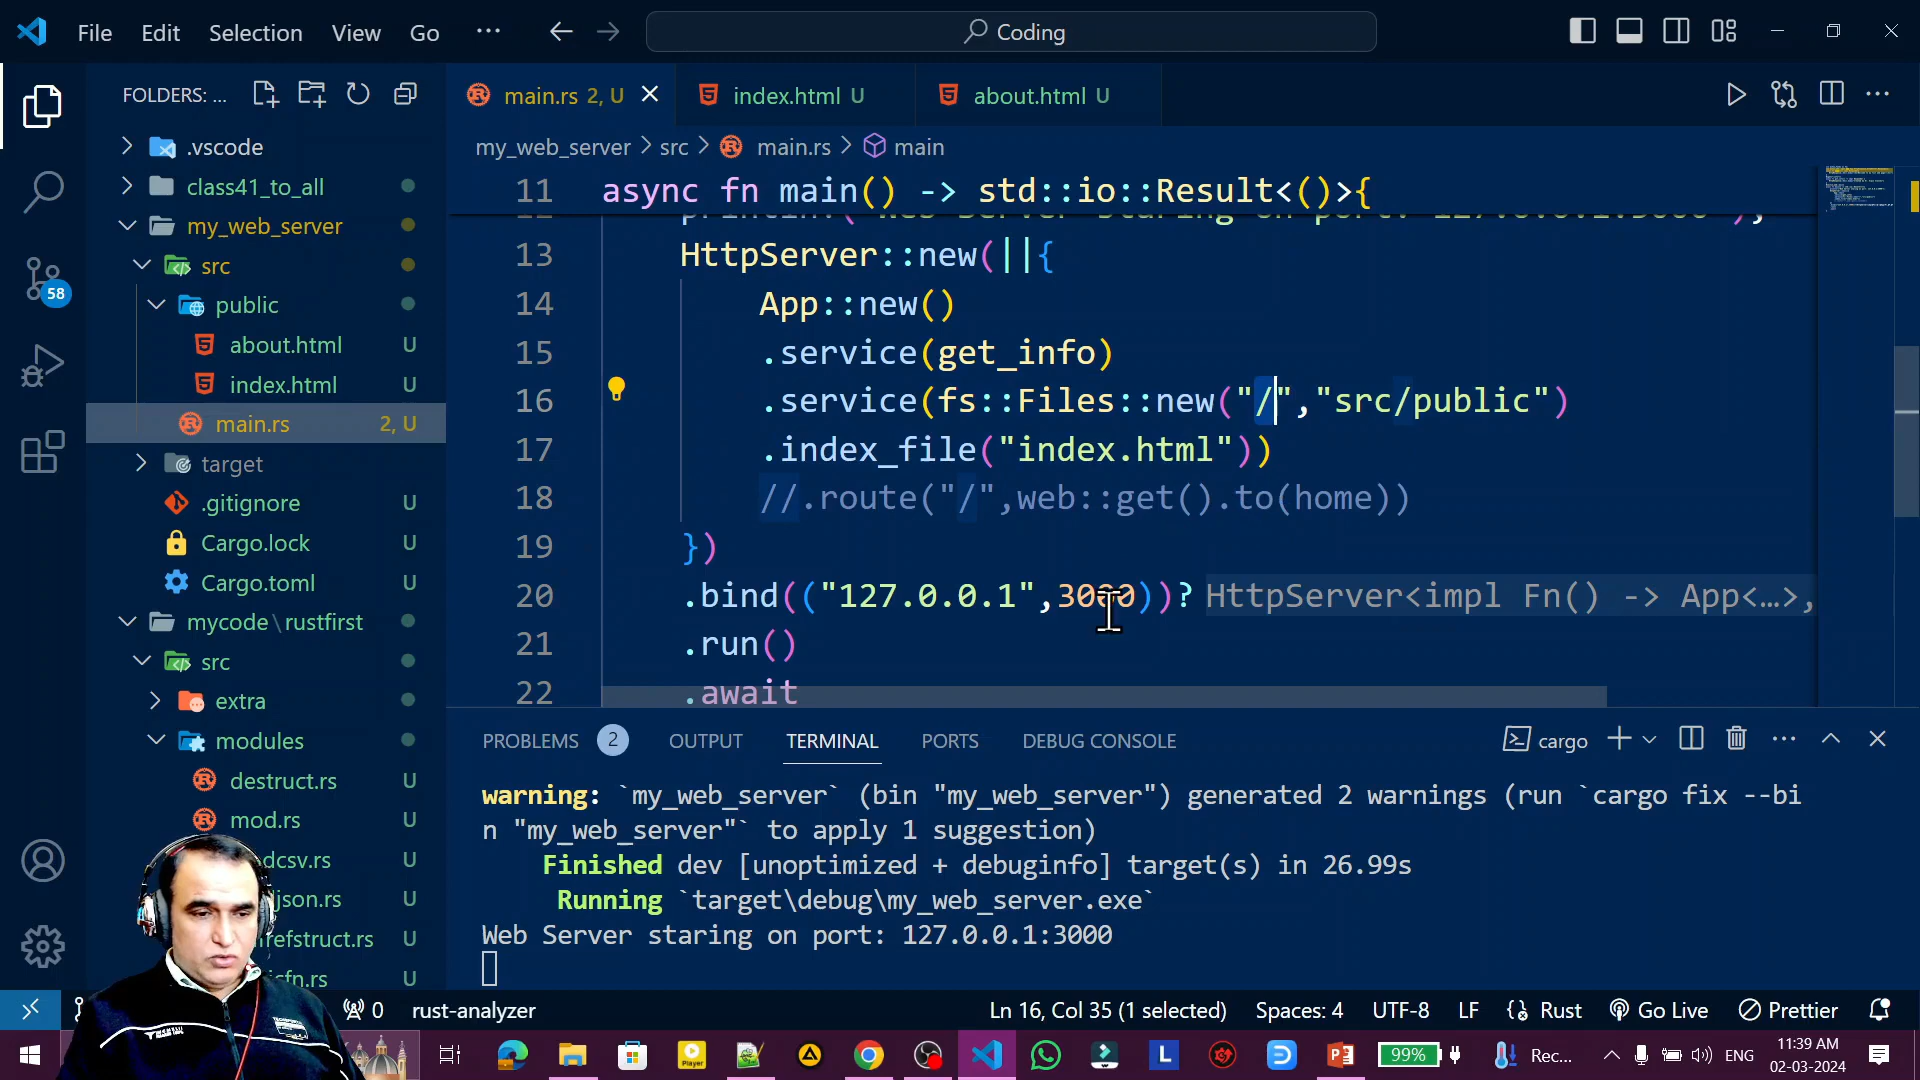 File Edit Selection View Go ··· Coding
FOLDERS: ...
.vscode
class41_to_all
my_web_server
src
public
about.html U
index.html U
main.rs 2, U
target
.gitignore U
Cargo.lock U
Cargo.toml U
mycode\rustfirst
src
extra
modules
destruct.rs U
mod.rs U
dcsv.rs U
json.rs U
refstruct.rs U
cfn.rs U
58
main.rs 2, U
index.html U
about.html U
my_web_server > src > main.rs > main
11 async fn main() -> std::io::Result<()>{
13 HttpServer::new(||{
14 App::new()
15 .service(get_info)
16 .service(fs::Files::new("/","src/public")
17 .index_file("index.html"))
18 //.route("/",web::get().to(home))
19 })
20 .bind(("127.0.0.1",3000))? HttpServer<impl Fn() -> App<…>,
21 .run()
22 .await
PROBLEMS 2 OUTPUT TERMINAL PORTS DEBUG CONSOLE cargo
warning: `my_web_server` (bin "my_web_server") generated 2 warnings (run `cargo fix --bi
n "my_web_server"` to apply 1 suggestion)
Finished dev [unoptimized + debuginfo] target(s) in 26.99s
Running `target\debug\my_web_server.exe`
Web Server staring on port: 127.0.0.1:3000
0 rust-analyzer Ln 16, Col 35 (1 selected) Spaces: 4 UTF-8 LF Rust Go Live Prettier
99% Rec... ENG 11:39 AM
02-03-2024